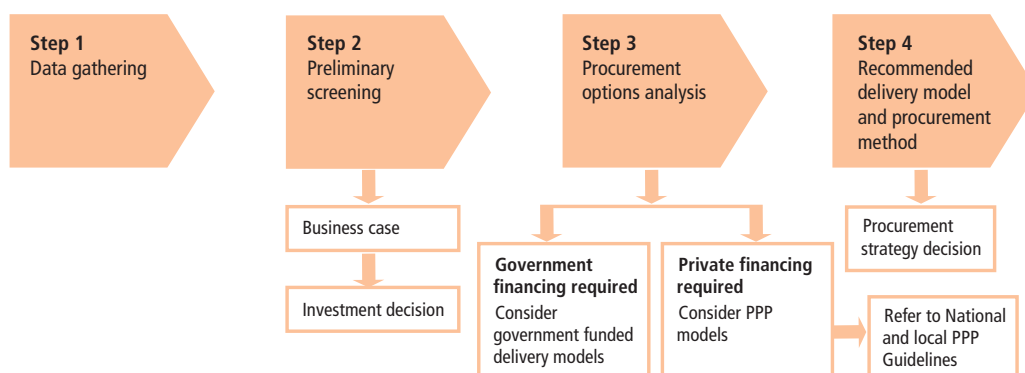 Step 1
Data gathering
Step 2
Preliminary
screening
Step 3
Procurement
options analysis
Step 4
Recommended
delivery model
and procurement
method
Business case
Investment decision
Government
financing required
Consider
government funded
delivery models
Private financing
required
Consider PPP
models
Procurement
strategy decision
Refer to National
and local PPP
Guidelines